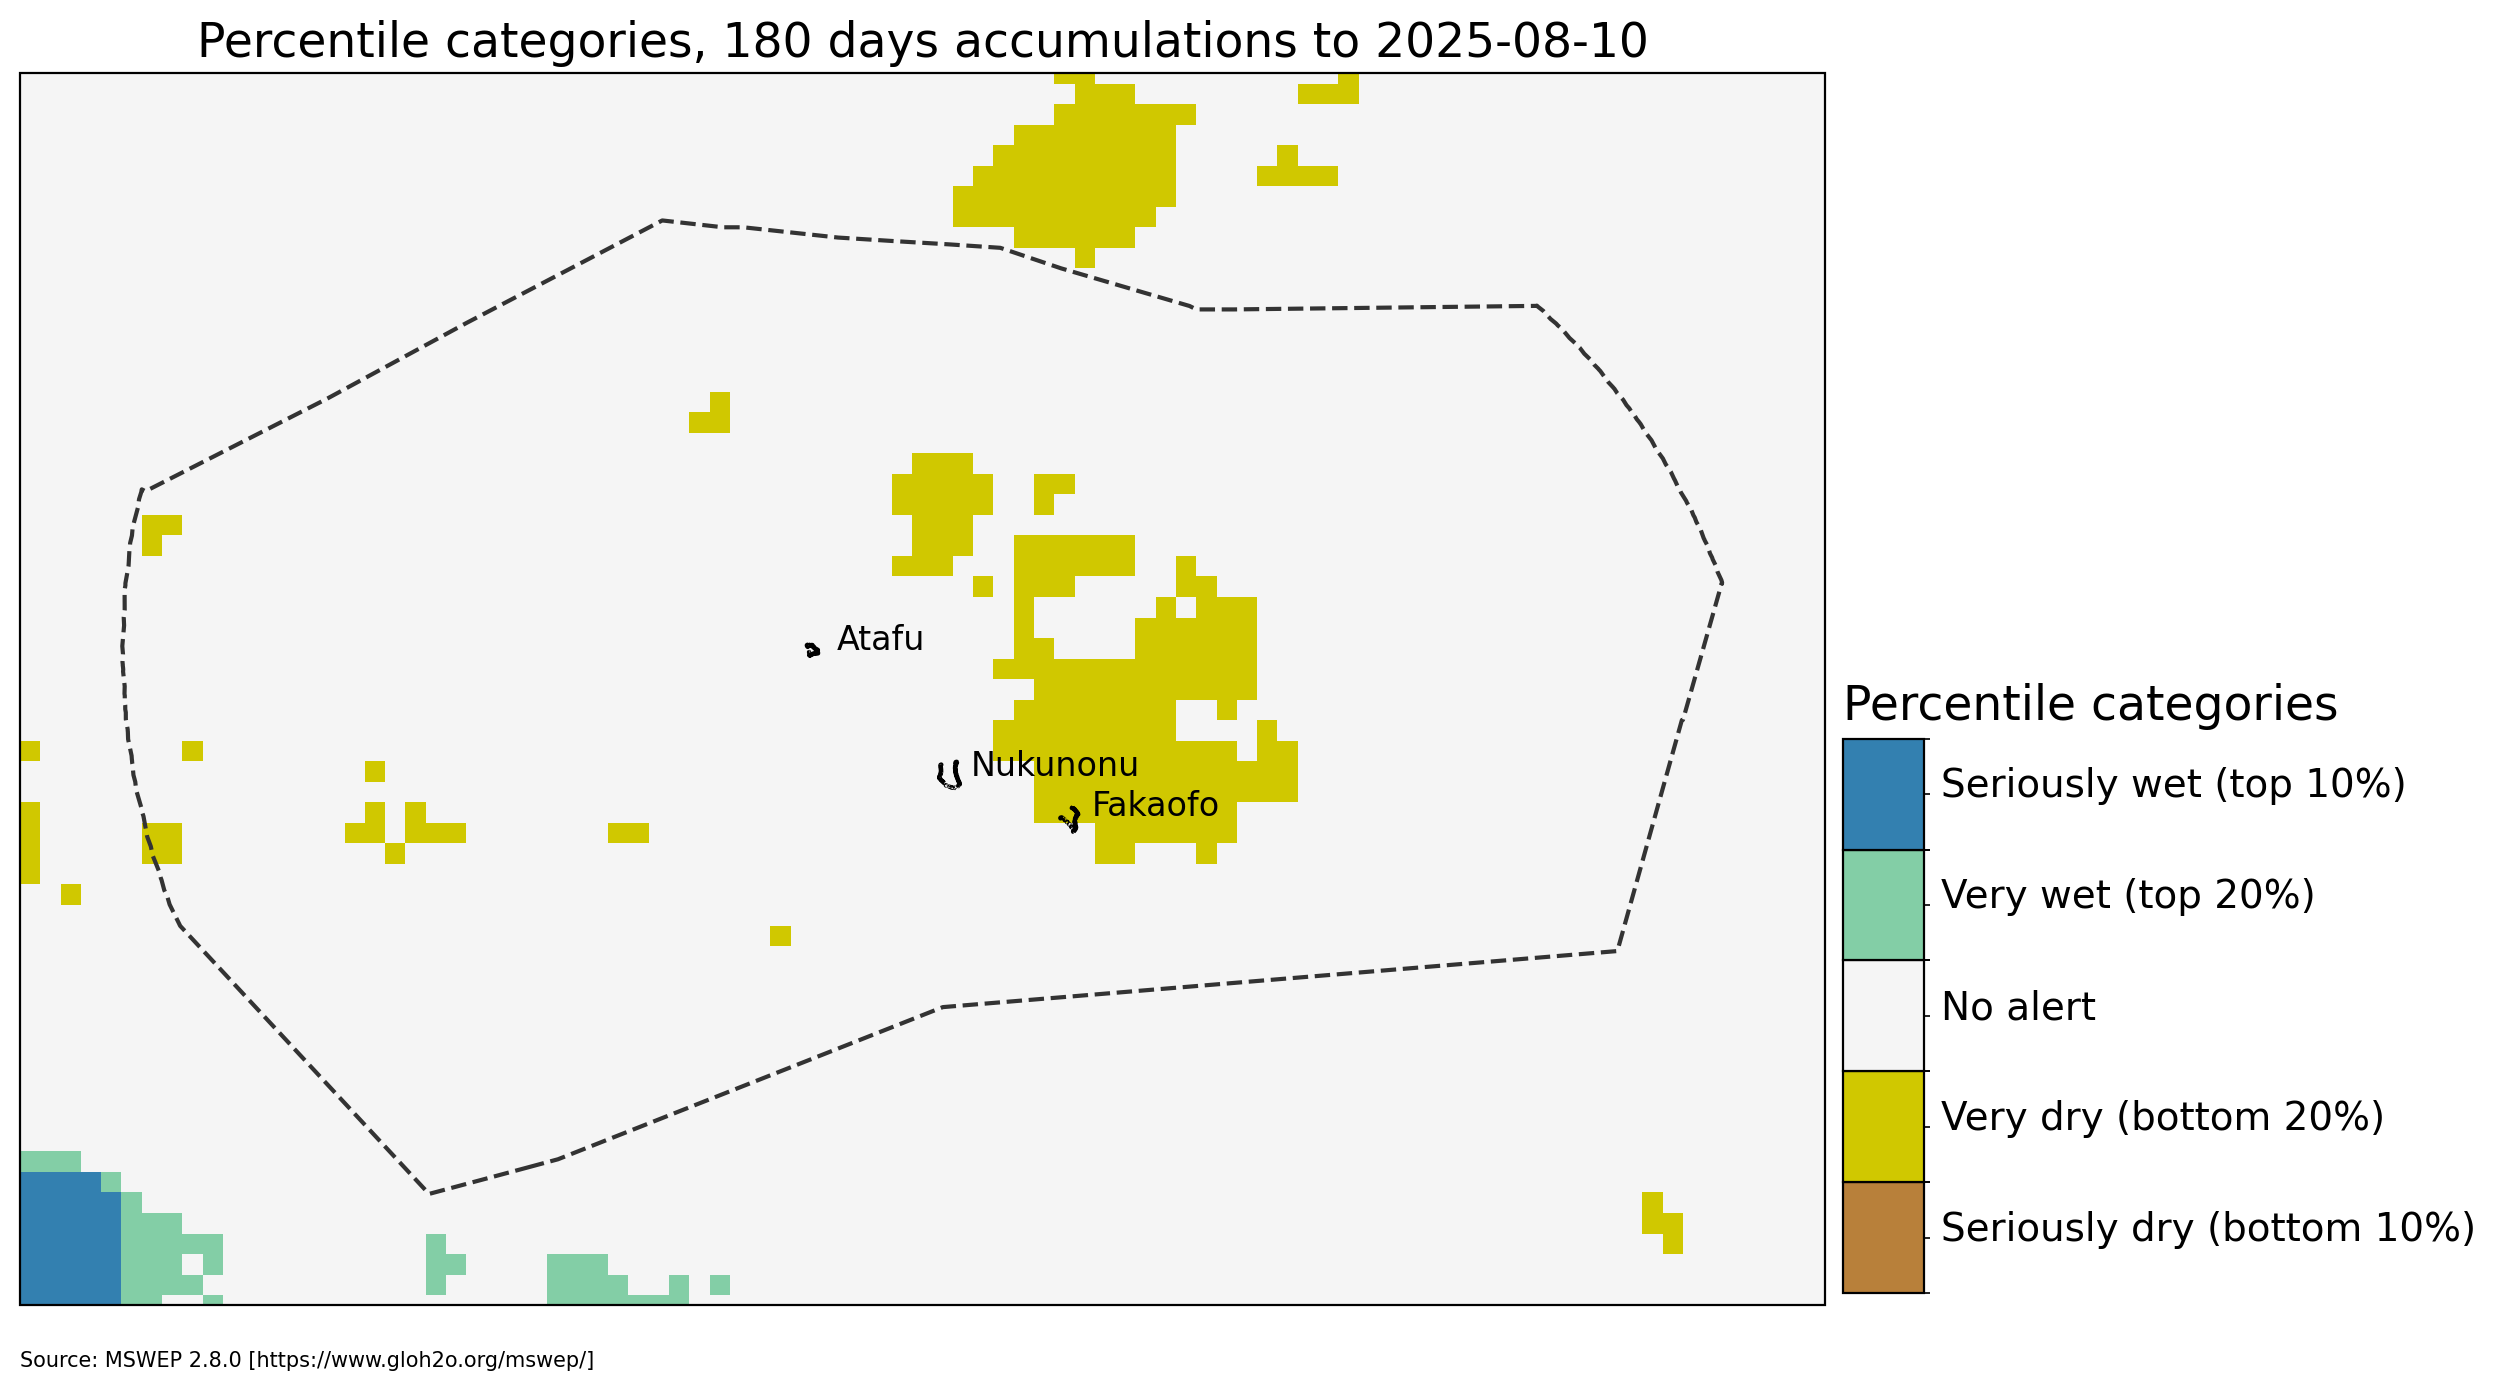 Percentile categories, 180 days accumulations to 2025-08-10
Atafu
Nukunonu
Fakaofo
Percentile categories
Seriously wet (top 10%)
Very wet (top 20%)
No alert
Very dry (bottom 20%)
Seriously dry (bottom 10%)
Source: MSWEP 2.8.0 [https://www.gloh2o.org/mswep/]